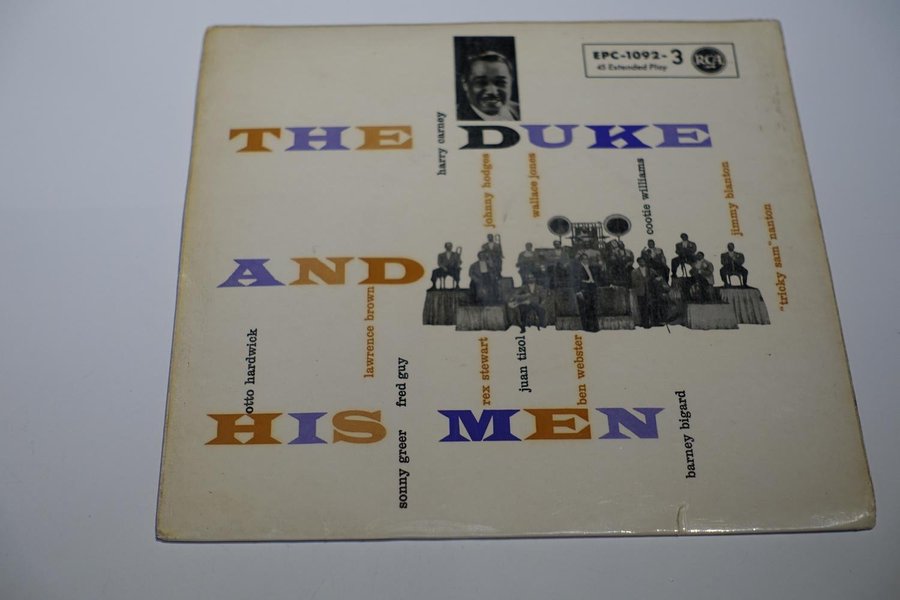 EPC-1092-3
45 Extended Play
RCA
THE DUKE
harry carney
johnny hodges
wallace jones
cootie williams
jimmy blanton
"tricky sam" nanton
AND
lawrence brown
otto hardwick
fred guy
rex stewart
juan tizol
ben webster
HIS MEN
sonny greer
barney bigard